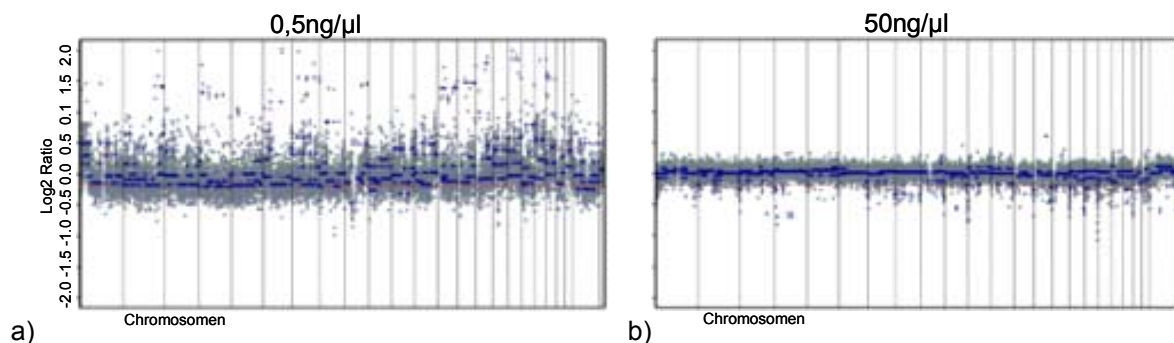 0,5ng/µl
50ng/µl
Log2 Ratio
2.0
1.5
0.1
0.5
0.0
-0.5
-1.0
-1.5
-2.0
Chromosomen
Chromosomen
a)
b)